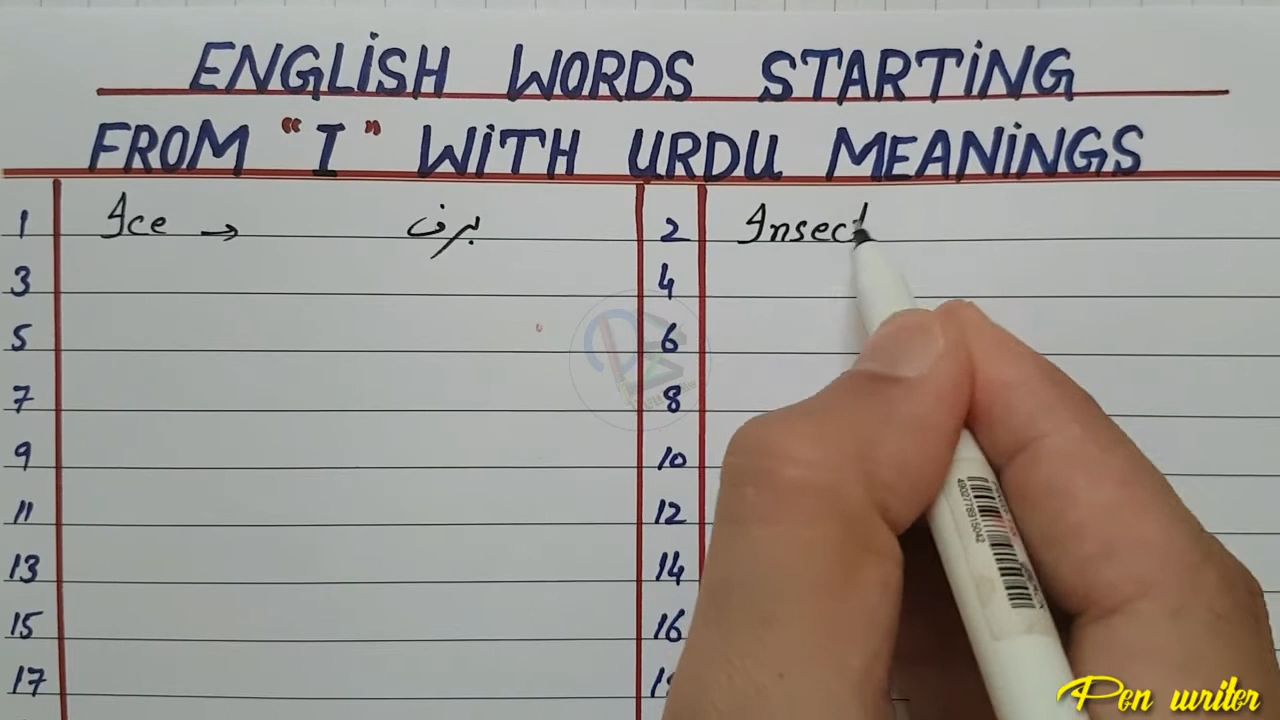 ENGLISH WORDS STARTING
FROM "I" WITH URDU MEANINGS
1 Ice → برف 2 Insect
3 4
5 6
7 8
9 10
11 12
13 14
15 16
17
4902778915042
Pen writer